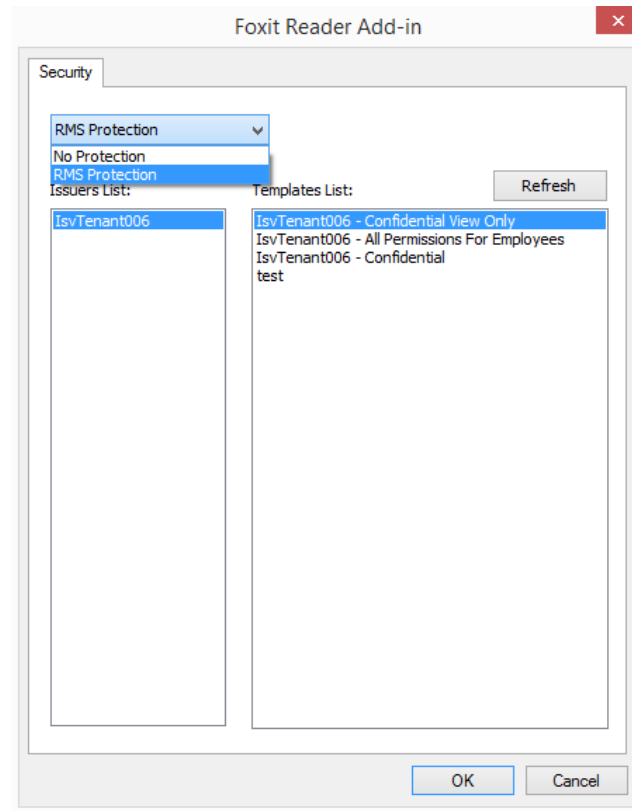 Foxit Reader Add-in
Security
RMS Protection
No Protection
RMS Protection
Issuers List:
Templates List:
Refresh
IsvTenant006
IsvTenant006 - Confidential View Only
IsvTenant006 - All Permissions For Employees
IsvTenant006 - Confidential
test
OK
Cancel